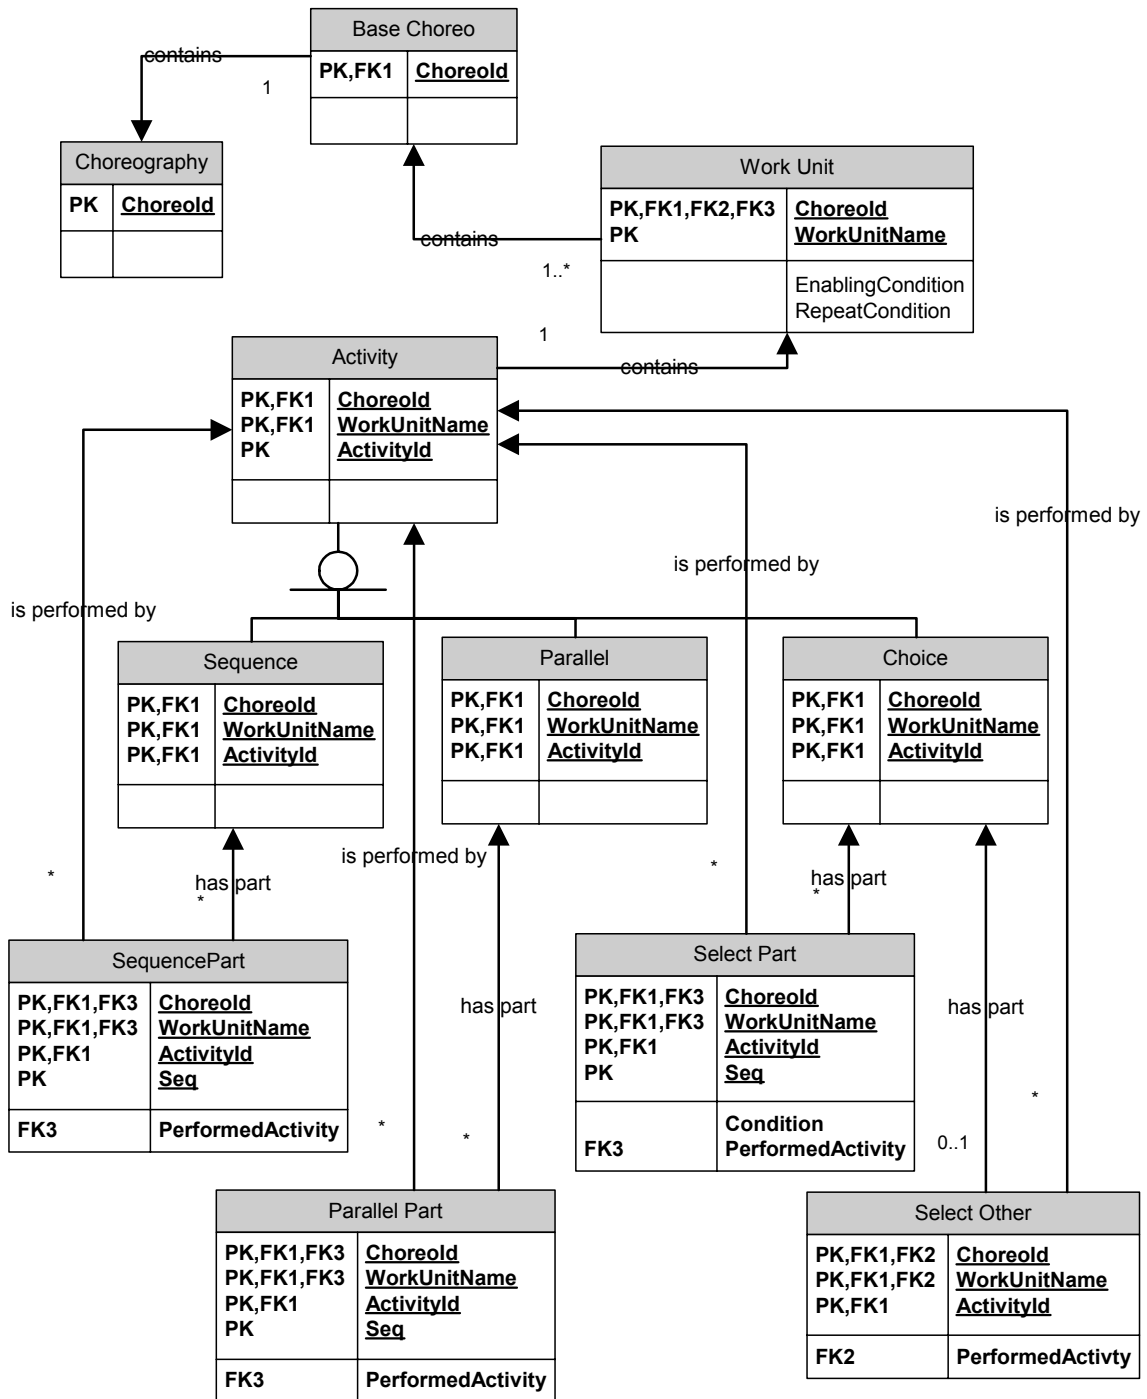 Base Choreo
contains
PK,FK1 ChoreoId
1
Choreography
PK ChoreoId
Work Unit
PK,FK1,FK2,FK3 ChoreoId
PK WorkUnitName
contains
1..*
EnablingCondition
RepeatCondition
1
Activity
contains
PK,FK1 ChoreoId
PK,FK1 WorkUnitName
PK ActivityId
is performed by
is performed by
is performed by
Sequence
PK,FK1 ChoreoId
PK,FK1 WorkUnitName
PK,FK1 ActivityId
Parallel
PK,FK1 ChoreoId
PK,FK1 WorkUnitName
PK,FK1 ActivityId
Choice
PK,FK1 ChoreoId
PK,FK1 WorkUnitName
PK,FK1 ActivityId
is performed by
*
has part
*
*
has part
*
SequencePart
PK,FK1,FK3 ChoreoId
PK,FK1,FK3 WorkUnitName
PK,FK1 ActivityId
PK Seq
FK3 PerformedActivity
has part
*
*
Select Part
PK,FK1,FK3 ChoreoId
PK,FK1,FK3 WorkUnitName
PK,FK1 ActivityId
PK Seq
Condition
FK3 PerformedActivity
has part
*
0..1
Parallel Part
PK,FK1,FK3 ChoreoId
PK,FK1,FK3 WorkUnitName
PK,FK1 ActivityId
PK Seq
FK3 PerformedActivity
Select Other
PK,FK1,FK2 ChoreoId
PK,FK1,FK2 WorkUnitName
PK,FK1 ActivityId
FK2 PerformedActivty